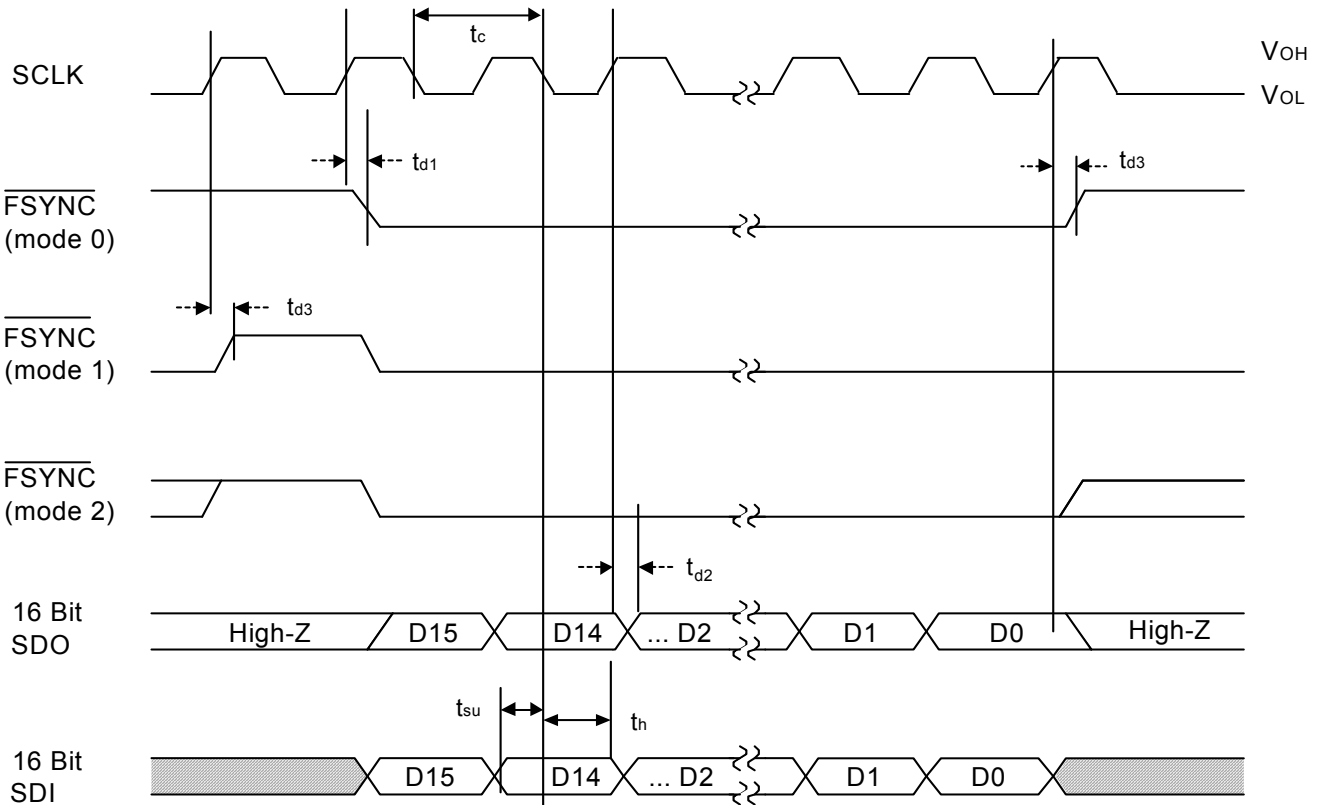 tc
SCLK
VOH
VOL
td1
td3
FSYNC
(mode 0)
td3
FSYNC
(mode 1)
FSYNC
(mode 2)
td2
16 Bit
SDO
High-Z
D15
D14
... D2
D1
D0
High-Z
tsu
th
16 Bit
SDI
D15
D14
... D2
D1
D0